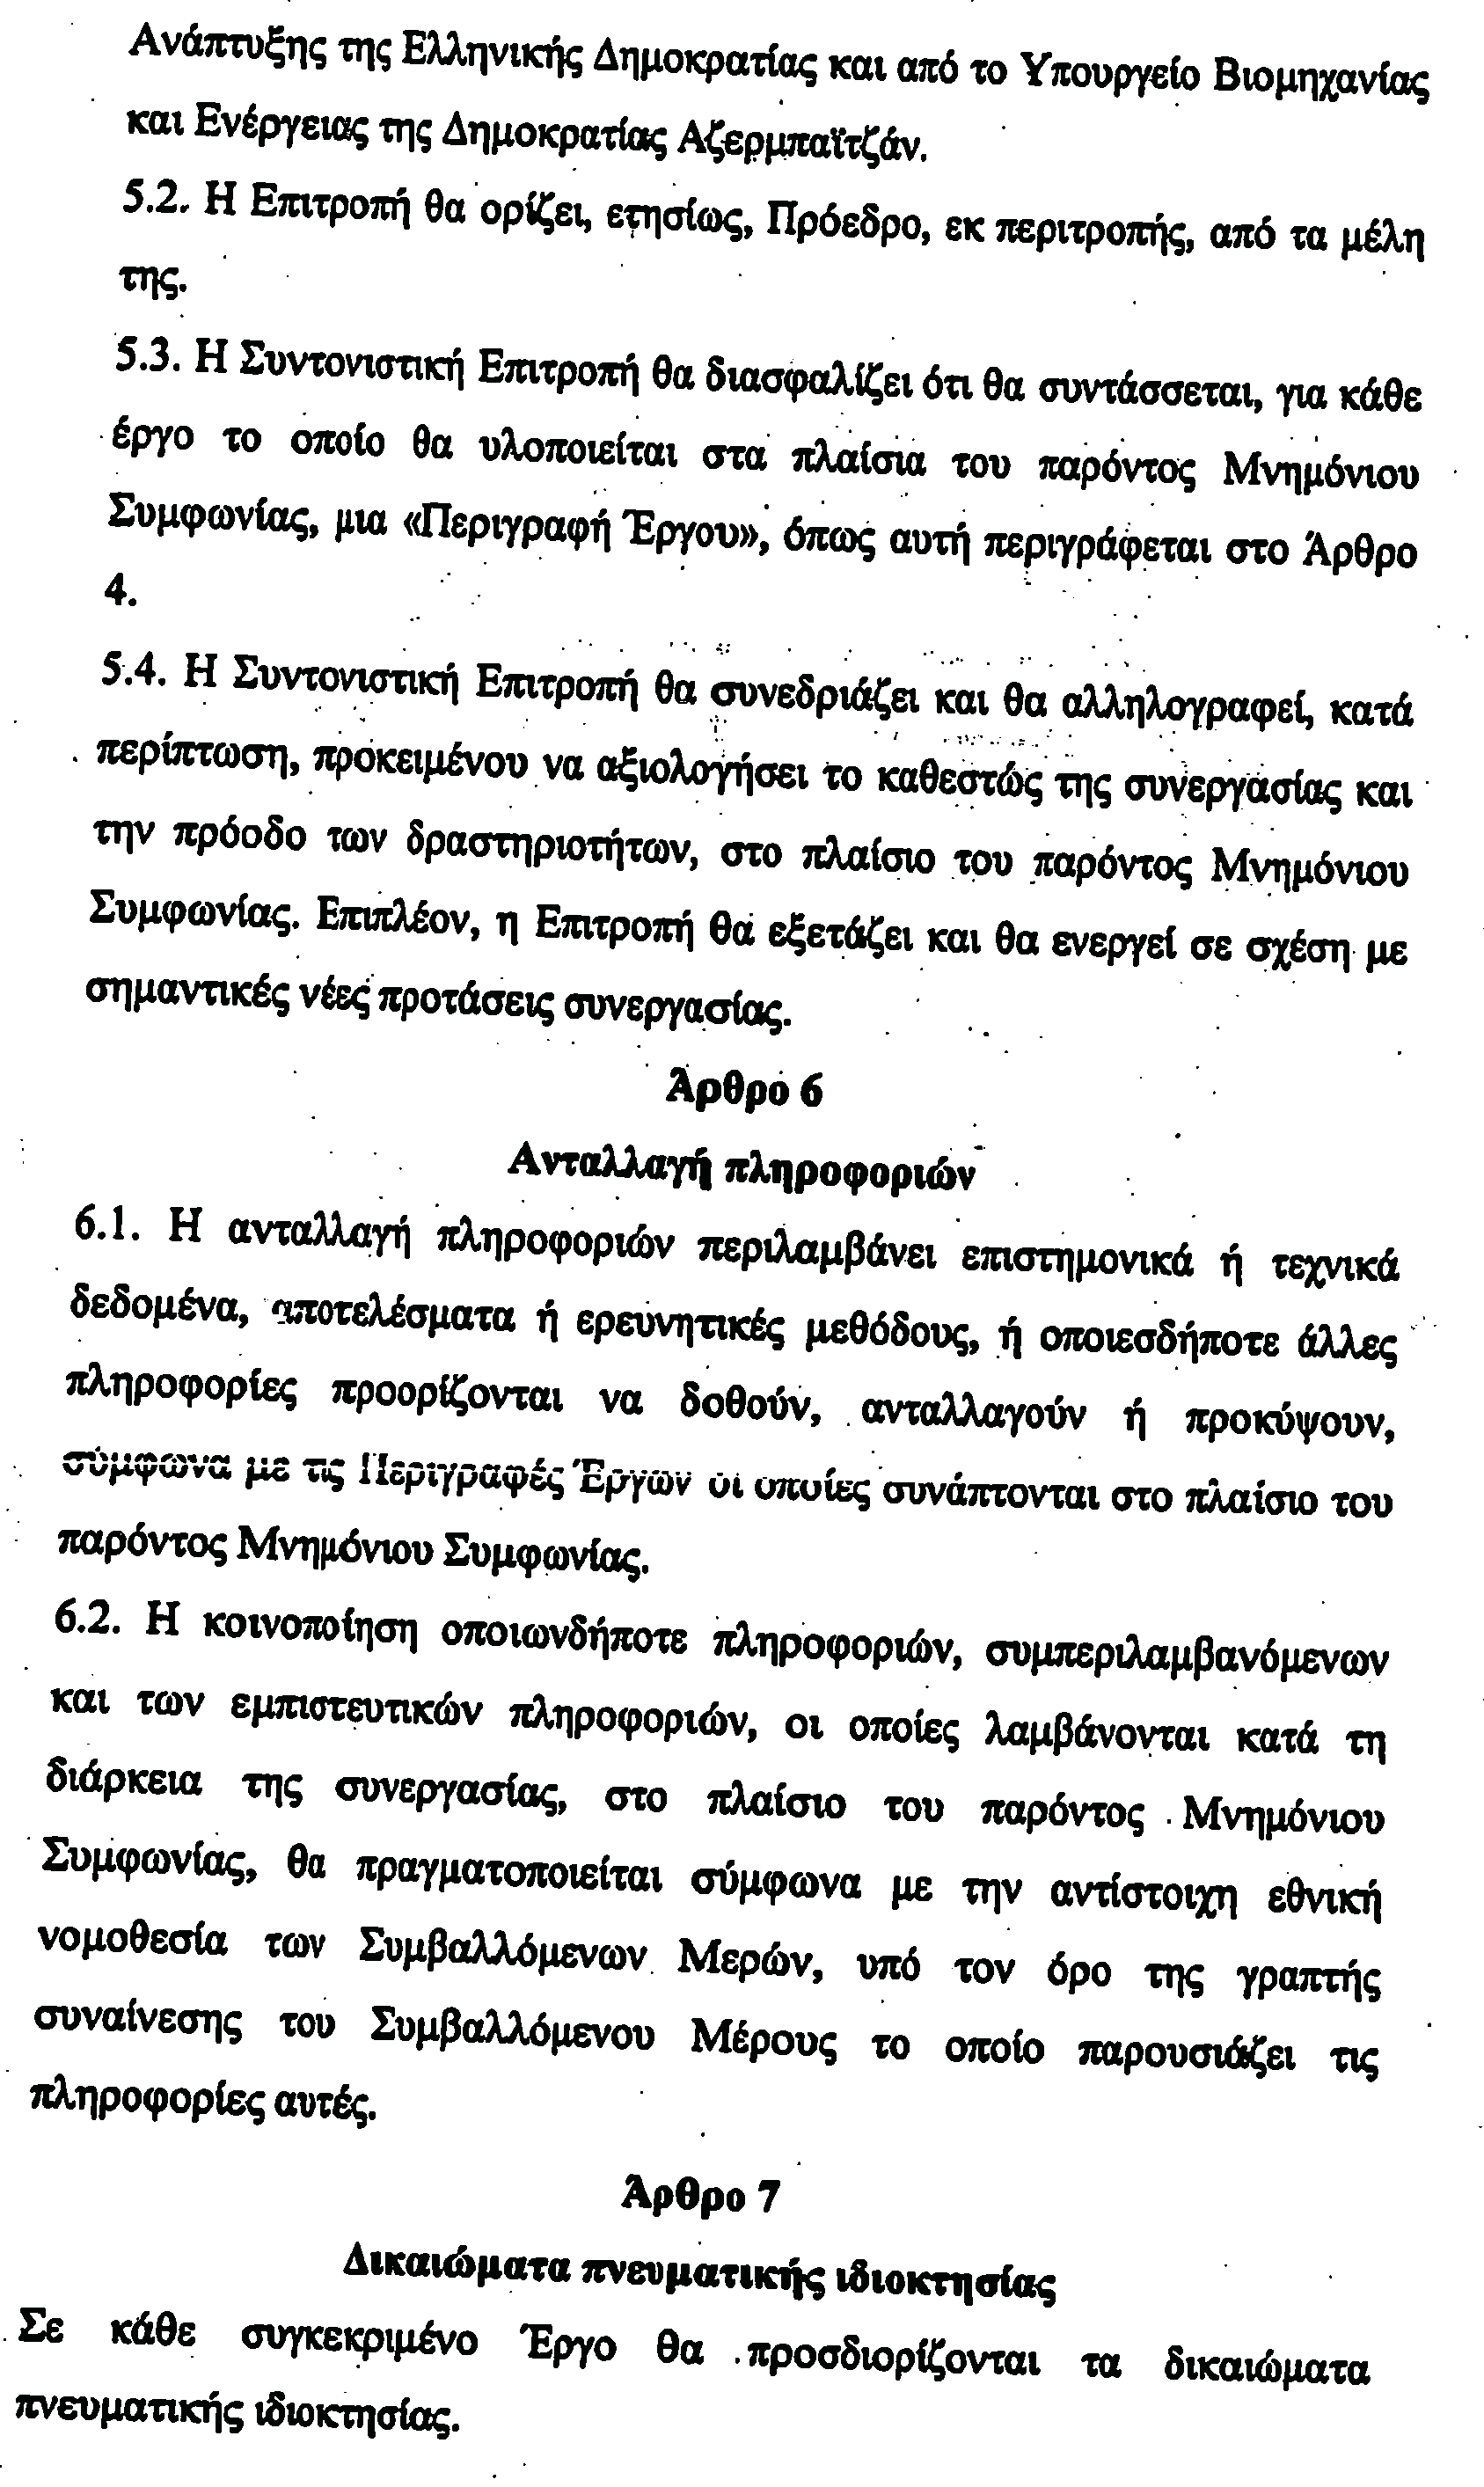 Ανάπτυξης της Ελληνικής Δημοκρατίας και από το Υπουργείο Βιομηχανίας
και Ενέργειας της Δημοκρατίας Αζερμπαϊτζάν.
5.2. Η Επιτροπή θα ορίζει, ετησίως, Πρόεδρο, εκ περιτροπής, από τα μέλη
της.
5.3. Η Συντονιστική Επιτροπή θα διασφαλίζει ότι θα συντάσσεται, για κάθε
έργο το οποίο θα υλοποιείται στα πλαίσια του παρόντος Μνημόνιου
Συμφωνίας, μια «Περιγραφή Έργου», όπως αυτή περιγράφεται στο Άρθρο
4.
5.4. Η Συντονιστική Επιτροπή θα συνεδριάζει και θα αλληλογραφεί, κατά
περίπτωση, προκειμένου να αξιολογήσει το καθεστώς της συνεργασίας και
την πρόοδο των δραστηριοτήτων, στο πλαίσιο του παρόντος Μνημόνιου
Συμφωνίας. Επιπλέον, η Επιτροπή θα εξετάζει και θα ενεργεί σε σχέση με
σημαντικές νέες προτάσεις συνεργασίας.
Άρθρο 6
Ανταλλαγή πληροφοριών
6.1. Η ανταλλαγή πληροφοριών περιλαμβάνει επιστημονικά ή τεχνικά
δεδομένα, αποτελέσματα ή ερευνητικές μεθόδους, ή οποιεσδήποτε άλλες
πληροφορίες προορίζονται να δοθούν, ανταλλαγούν ή προκύψουν,
σύμφωνα με τις Περιγραφές Έργων οι οποίες συνάπτονται στο πλαίσιο του
παρόντος Μνημόνιου Συμφωνίας.
6.2. Η κοινοποίηση οποιωνδήποτε πληροφοριών, συμπεριλαμβανόμενων
και των εμπιστευτικών πληροφοριών, οι οποίες λαμβάνονται κατά τη
διάρκεια της συνεργασίας, στο πλαίσιο του παρόντος Μνημόνιου
Συμφωνίας, θα πραγματοποιείται σύμφωνα με την αντίστοιχη εθνική
νομοθεσία των Συμβαλλόμενων Μερών, υπό τον όρο της γραπτής
συναίνεσης του Συμβαλλόμενου Μέρους το οποίο παρουσιάζει τις
πληροφορίες αυτές.
Άρθρο 7
Δικαιώματα πνευματικής ιδιοκτησίας
Σε κάθε συγκεκριμένο Έργο θα προσδιορίζονται τα δικαιώματα
πνευματικής ιδιοκτησίας.